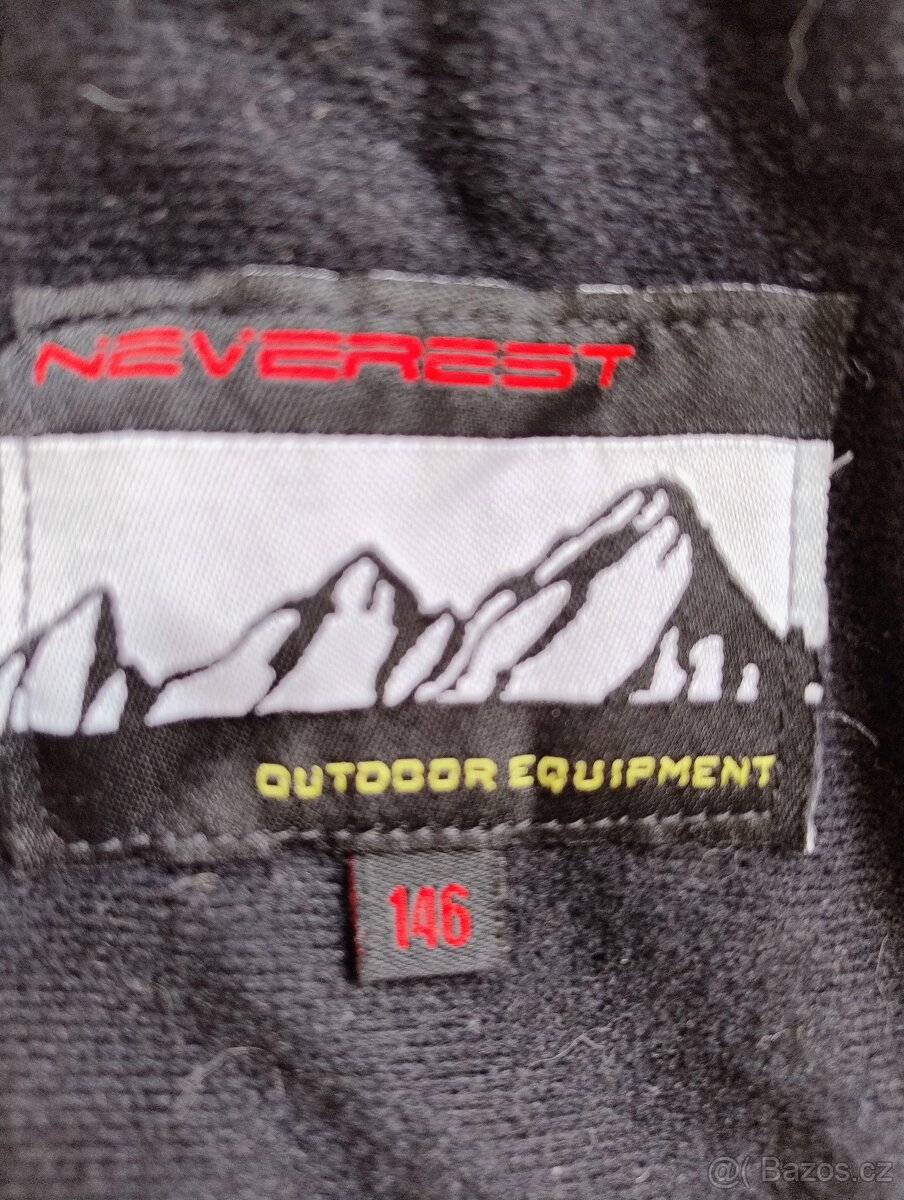 NEVEREST
OUTDOOR EQUIPMENT
146
@( Bazos.cz